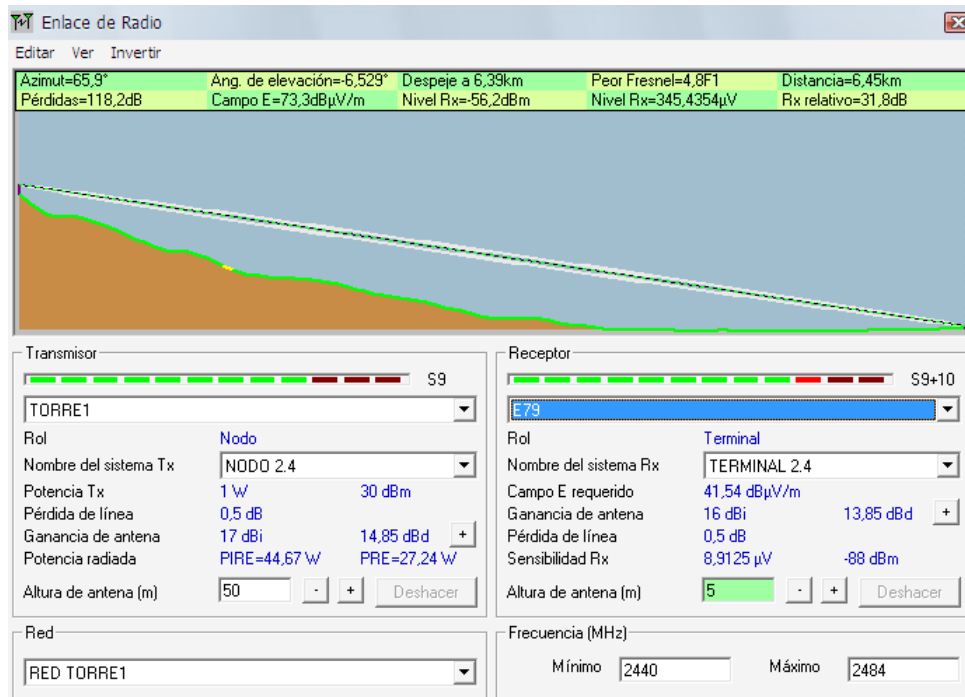 Enlace de Radio
Editar Ver Invertir
Azimut=65,9° Ang. de elevación=-6,529° Despeje a 6,39km Peor Fresnel=4,8F1 Distancia=6,45km
Pérdidas=118,2dB Campo E=73,3dBµV/m Nivel Rx=-56,2dBm Nivel Rx=345,4354µV Rx relativo=31,8dB
Transmisor
S9
TORRE1
Rol Nodo
Nombre del sistema Tx NODO 2.4
Potencia Tx 1 W 30 dBm
Pérdida de línea 0,5 dB
Ganancia de antena 17 dBi 14,85 dBd +
Potencia radiada PIRE=44,67 W PRE=27,24 W
Altura de antena (m) 50 - + Deshacer
Red
RED TORRE1
Receptor
S9+10
E79
Rol Terminal
Nombre del sistema Rx TERMINAL 2.4
Campo E requerido 41,54 dBµV/m
Ganancia de antena 16 dBi 13,85 dBd +
Pérdida de línea 0,5 dB
Sensibilidad Rx 8,9125 µV -88 dBm
Altura de antena (m) 5 - + Deshacer
Frecuencia (MHz)
Mínimo 2440 Máximo 2484